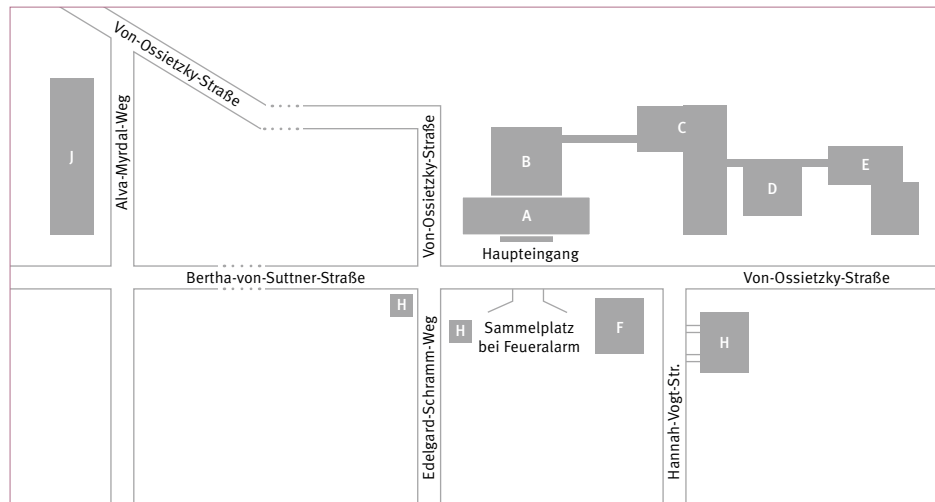 Von-Ossietzky-Straße
Alva-Myrdal-Weg
J
Von-Ossietzky-Straße
B
C
D
E
A
Haupteingang
Bertha-von-Suttner-Straße
Von-Ossietzky-Straße
H
Edelgard-Schramm-Weg
H
Sammelplatz
bei Feueralarm
F
Hannah-Vogt-Str.
H